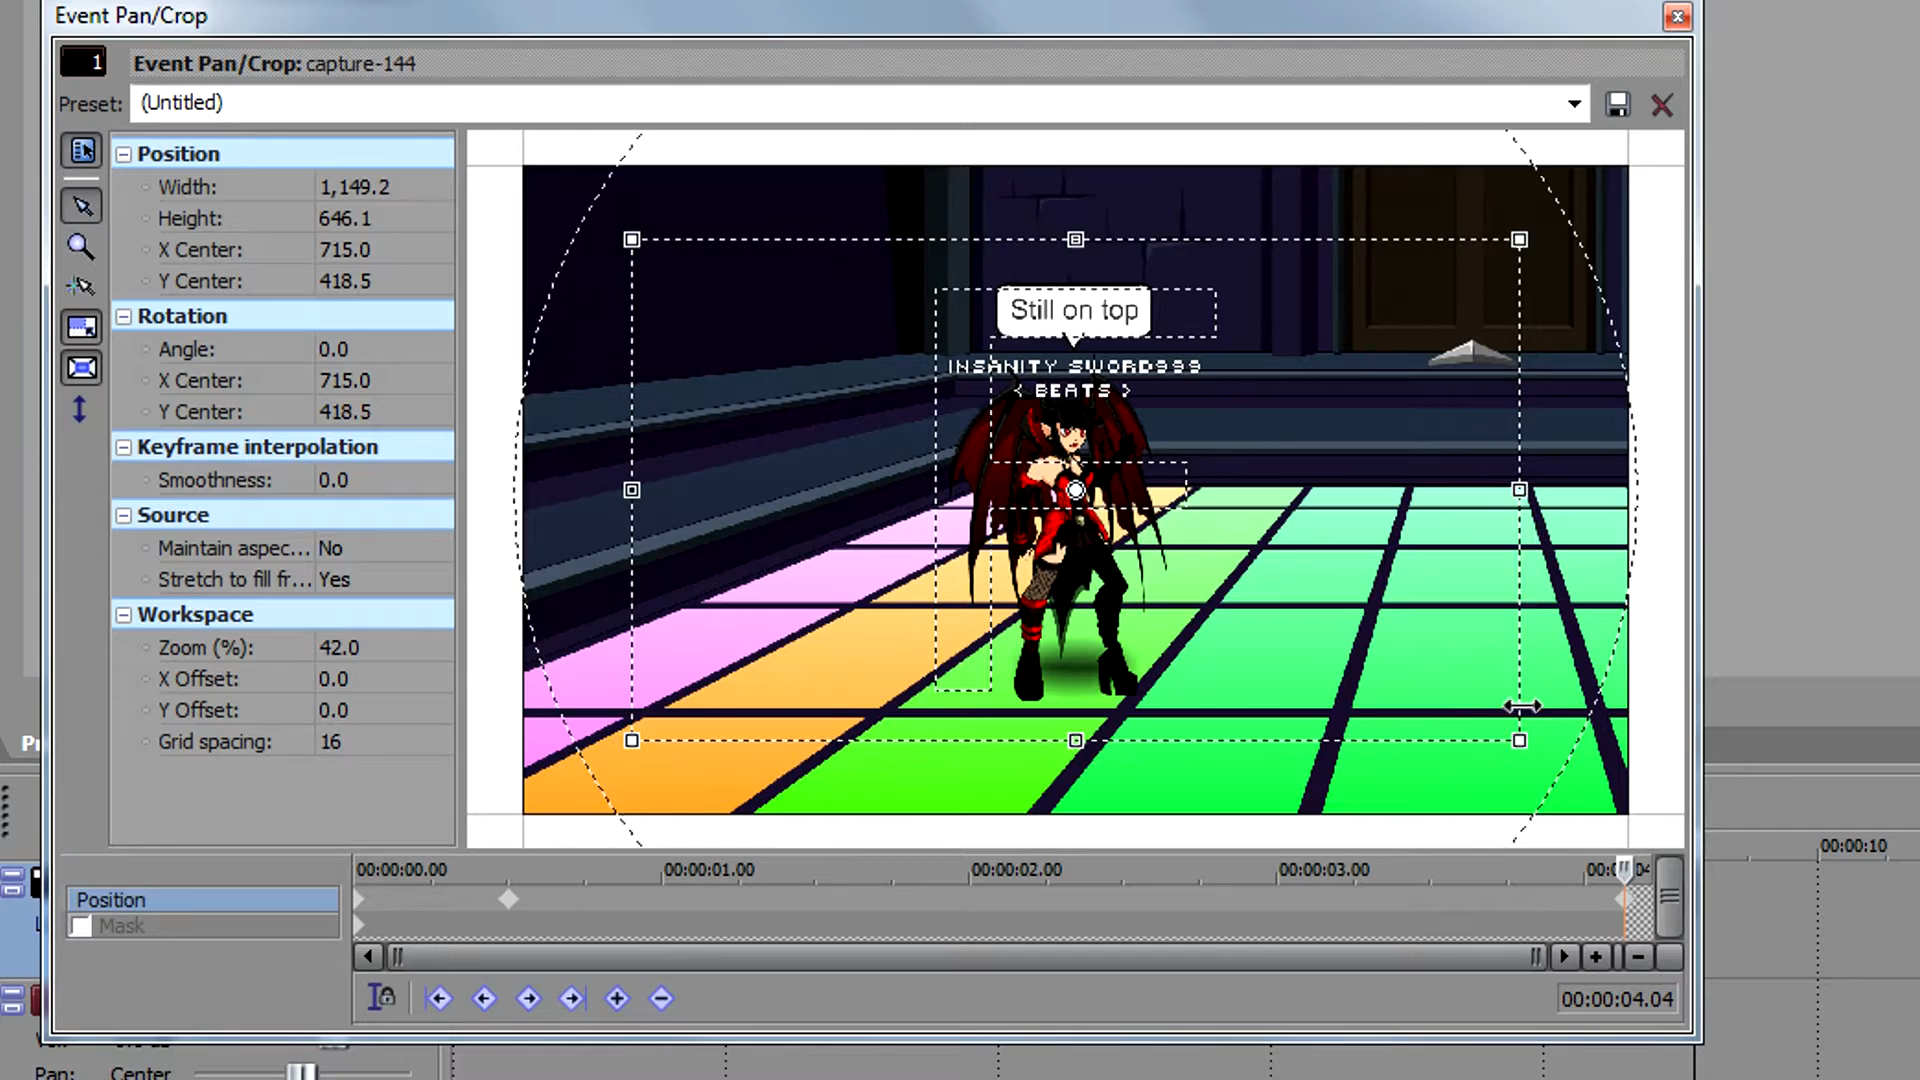 Event Pan/Crop
1
Event Pan/Crop: capture-144
Preset:
(Untitled)
Position
Width: 1,149.2
Height: 646.1
X Center: 715.0
Y Center: 418.5
Rotation
Angle: 0.0
X Center: 715.0
Y Center: 418.5
Keyframe interpolation
Smoothness: 0.0
Source
Maintain aspec... No
Stretch to fill fr... Yes
Workspace
Zoom (%): 42.0
X Offset: 0.0
Y Offset: 0.0
Grid spacing: 16
Still on top
INSANITY SWORD999
< BEATS >
00:00:00.00 00:00:01.00 00:00:02.00 00:00:03.00
00:00:10
Position
Mask
00:00:04.04
Pan: Center